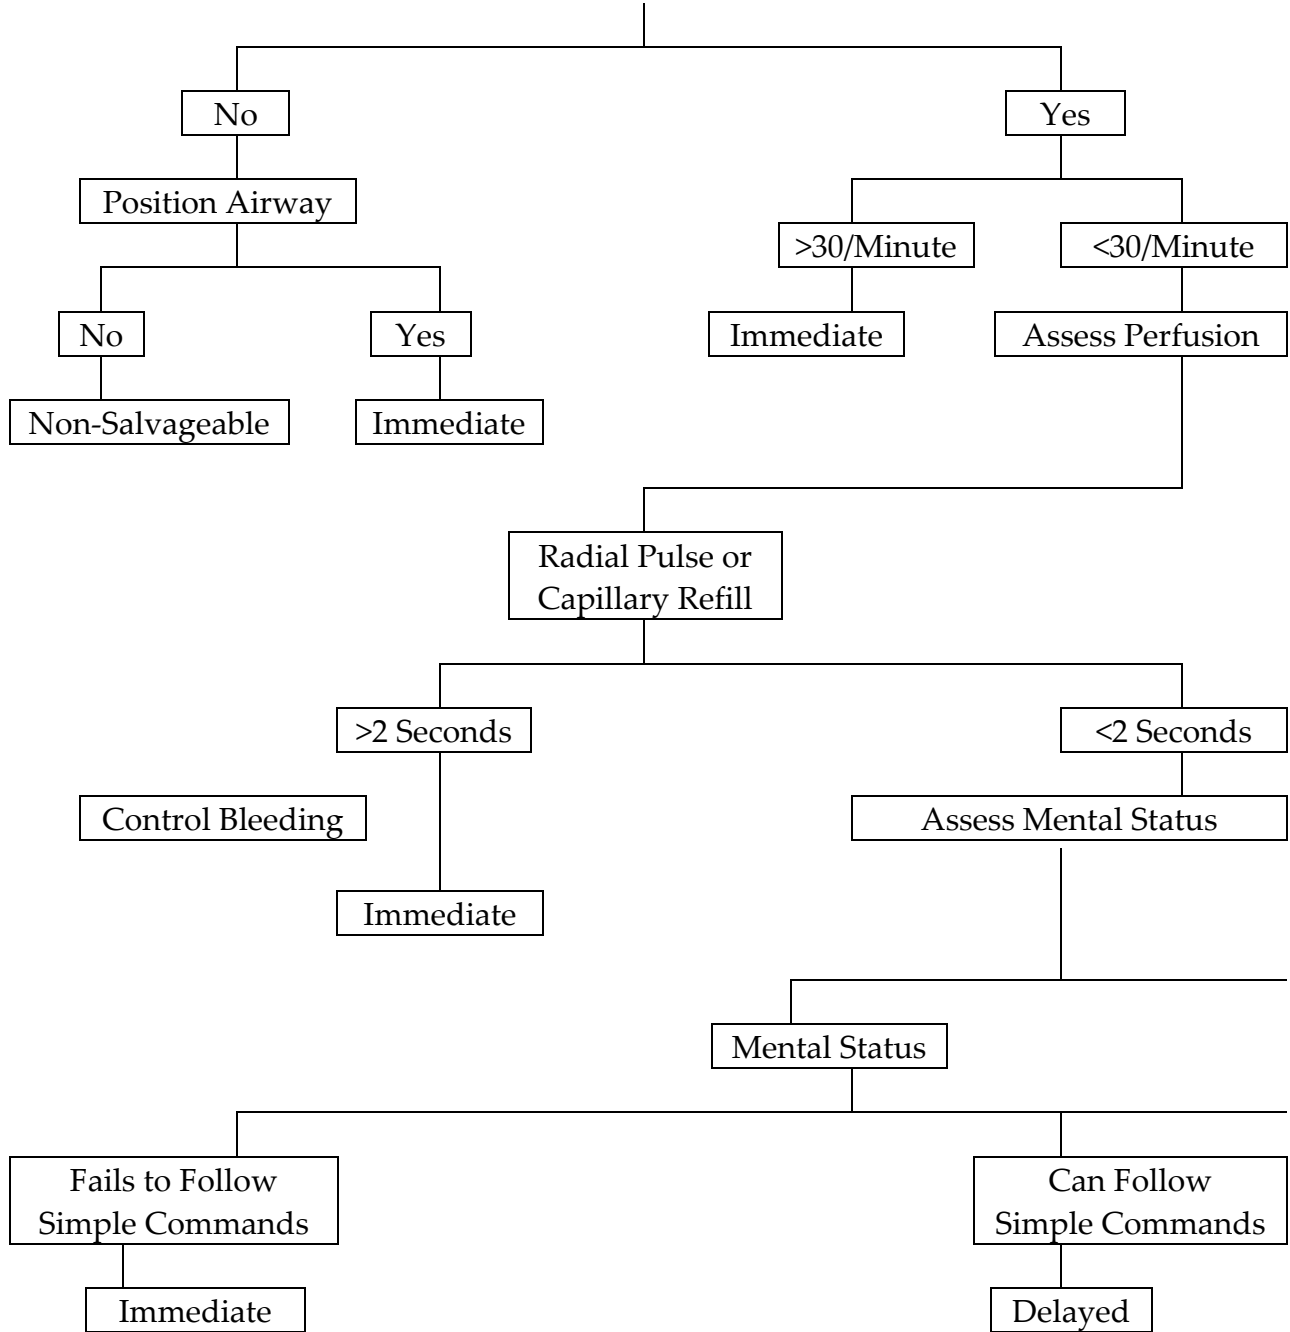 No
Yes
Position Airway
>30/Minute
<30/Minute
No
Yes
Immediate
Assess Perfusion
Non-Salvageable
Immediate
Radial Pulse or
Capillary Refill
>2 Seconds
<2 Seconds
Control Bleeding
Assess Mental Status
Immediate
Mental Status
Fails to Follow
Simple Commands
Can Follow
Simple Commands
Immediate
Delayed